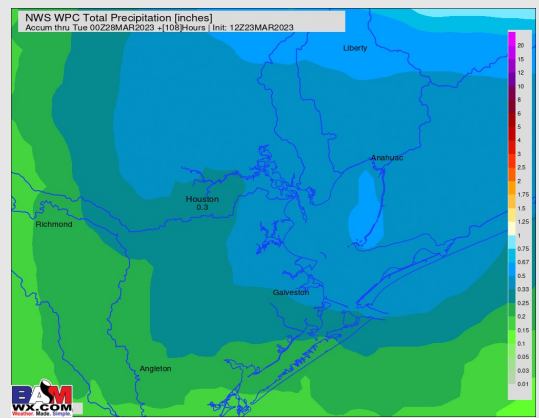 NWS WPC Total Precipitation [inches]
Accum thru Tue 00Z28MAR2023 +[108]Hours | Init: 12Z23MAR2023
Liberty
Anahuac
Houston
0.3
Richmond
Galveston
Angleton
20
15
12
10
8
6
5
4
3
2.5
2
1.75
1.5
1.25
1
0.75
0.67
0.5
0.33
0.25
0.2
0.15
0.1
0.05
0.03
0.01
BAM
WX.COM
Weather. Made. Simple.